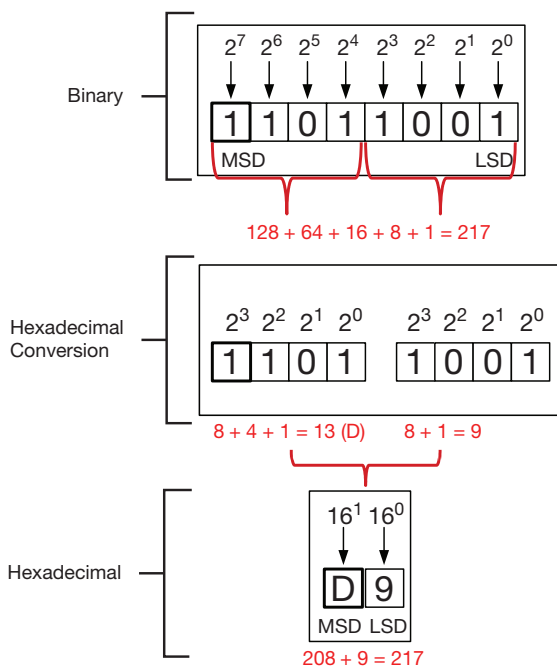 2⁷ 2⁶ 2⁵ 2⁴ 2³ 2² 2¹ 2⁰
Binary
1 1 0 1 1 0 0 1
MSD LSD
128 + 64 + 16 + 8 + 1 = 217
2³ 2² 2¹ 2⁰ 2³ 2² 2¹ 2⁰
Hexadecimal
Conversion
1 1 0 1 1 0 0 1
8 + 4 + 1 = 13 (D) 8 + 1 = 9
16¹ 16⁰
Hexadecimal
D 9
MSD LSD
208 + 9 = 217